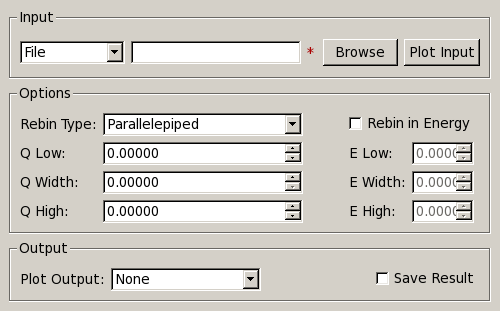 Input
File * Browse Plot Input
Options
Rebin Type: Parallelepiped Rebin in Energy
Q Low: 0.00000 E Low: 0.0000
Q Width: 0.00000 E Width: 0.0000
Q High: 0.00000 E High: 0.0000
Output
Plot Output: None Save Result